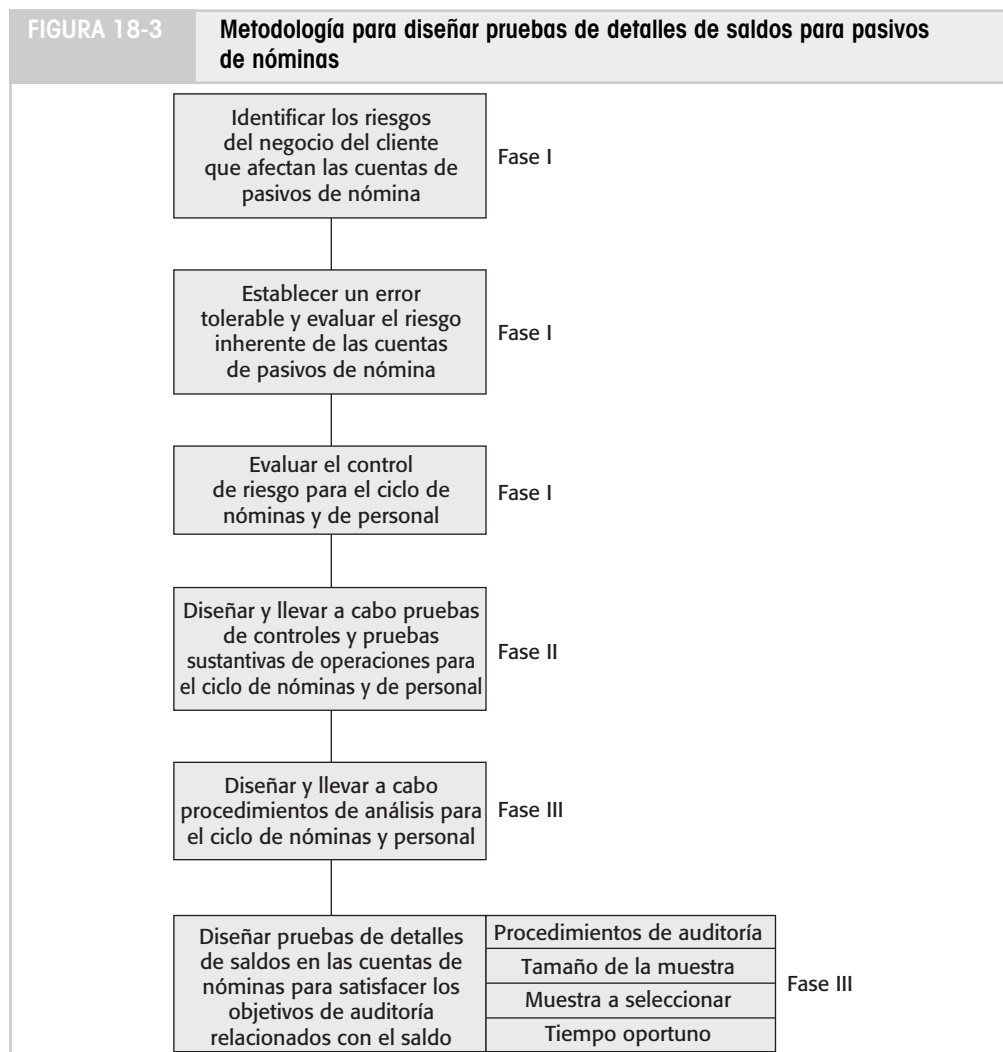 FIGURA 18-3
Metodología para diseñar pruebas de detalles de saldos para pasivos
de nóminas
Identificar los riesgos
del negocio del cliente
que afectan las cuentas de
pasivos de nómina
Fase I
Establecer un error
tolerable y evaluar el riesgo
inherente de las cuentas
de pasivos de nómina
Fase I
Evaluar el control
de riesgo para el ciclo de
nóminas y de personal
Fase I
Diseñar y llevar a cabo pruebas
de controles y pruebas
sustantivas de operaciones para
el ciclo de nóminas y de personal
Fase II
Diseñar y llevar a cabo
procedimientos de análisis para
el ciclo de nóminas y personal
Fase III
Diseñar pruebas de detalles
de saldos en las cuentas de
nóminas para satisfacer los
objetivos de auditoría
relacionados con el saldo
Procedimientos de auditoría
Tamaño de la muestra
Muestra a seleccionar
Tiempo oportuno
Fase III